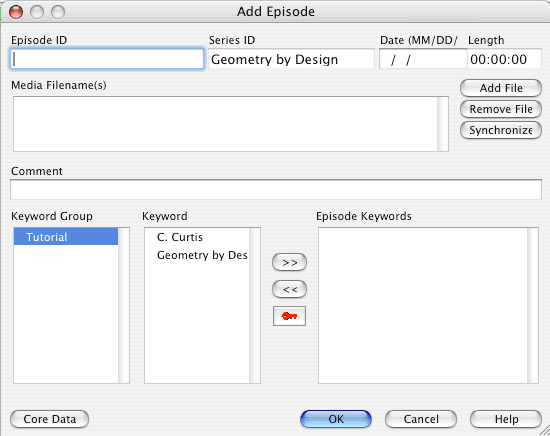 Add Episode
Episode ID Series ID Date (MM/DD/ Length
Geometry by Design / / 00:00:00
Media Filename(s)
Add File
Remove File
Synchronize
Comment
Keyword Group Keyword Episode Keywords
Tutorial C. Curtis
Geometry by Des
>>
<<
Core Data OK Cancel Help